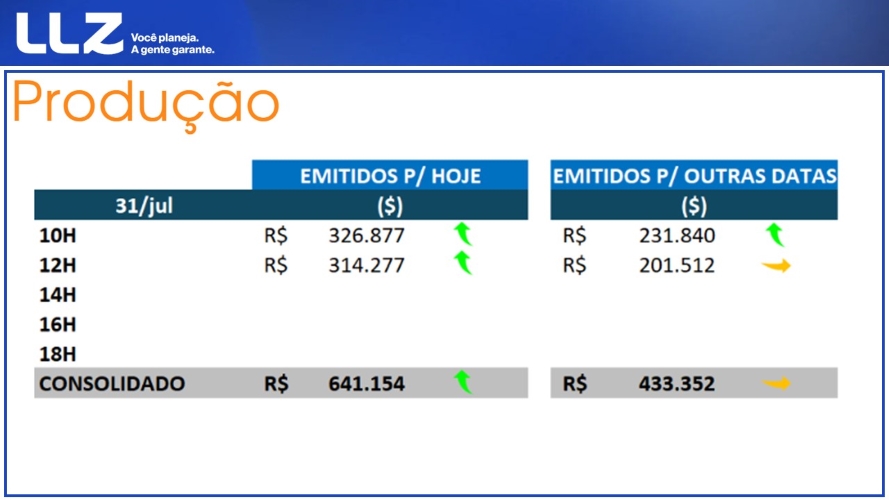 LLZ
Você planeja.
A gente garante.
Produção
EMITIDOS P/ HOJE EMITIDOS P/ OUTRAS DATAS
31/jul ($) ($)
10H R$ 326.877 R$ 231.840
12H R$ 314.277 R$ 201.512
14H
16H
18H
CONSOLIDADO R$ 641.154 R$ 433.352